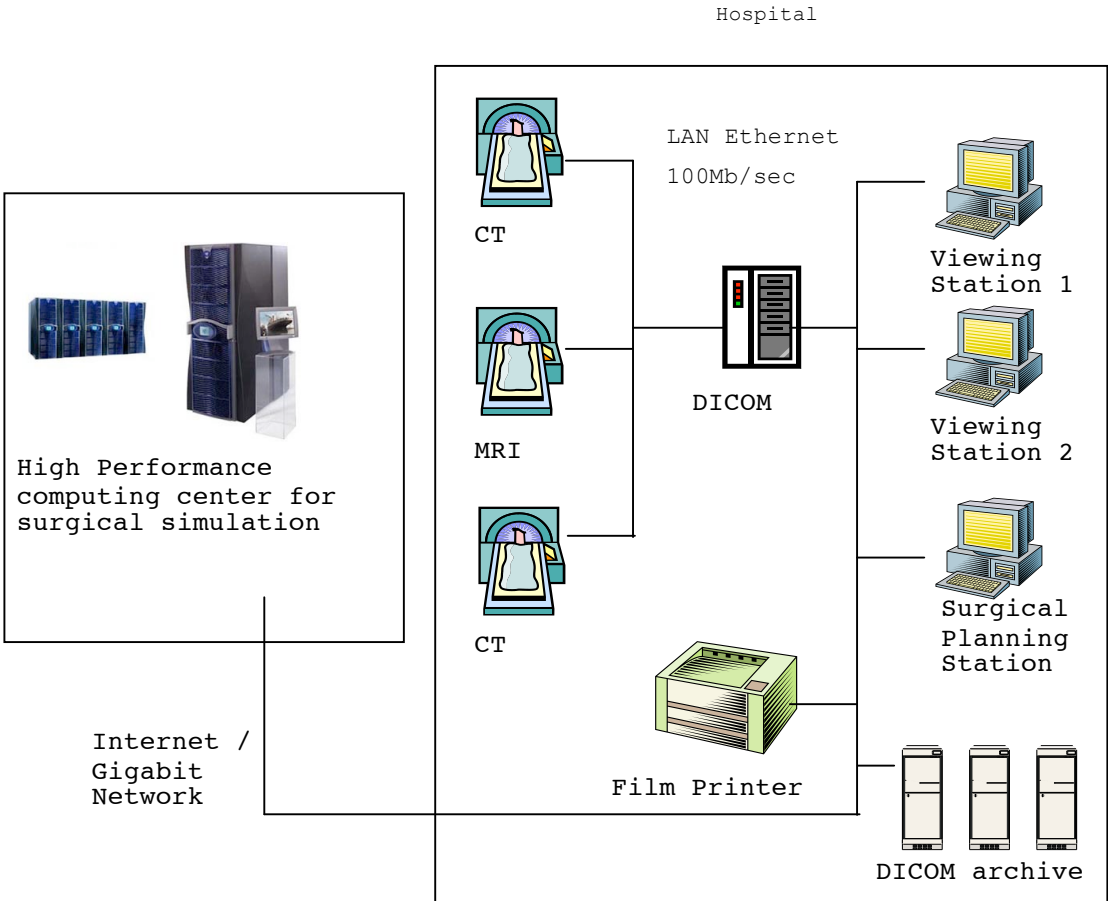 Hospital
LAN Ethernet
100Mb/sec
CT
Viewing
Station 1
DICOM
Viewing
Station 2
MRI
High Performance
computing center for
surgical simulation
CT
Surgical
Planning
Station
Internet /
Gigabit
Network
Film Printer
DICOM archive